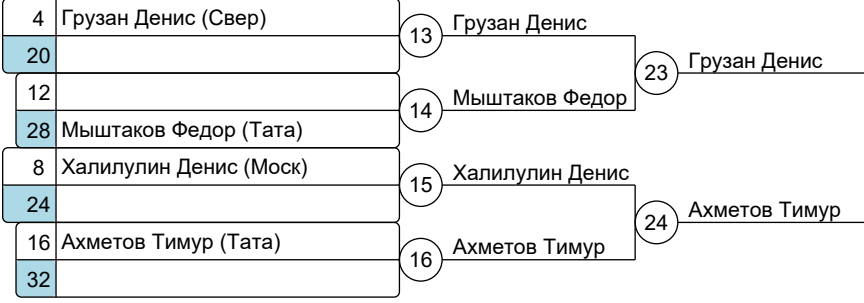 4 Грузан Денис (Свер)
20
13 Грузан Денис
12
28 Мыштаков Федор (Тата)
14 Мыштаков Федор
23 Грузан Денис
8 Халилулин Денис (Моск)
24
15 Халилулин Денис
16 Ахметов Тимур (Тата)
32
16 Ахметов Тимур
24 Ахметов Тимур